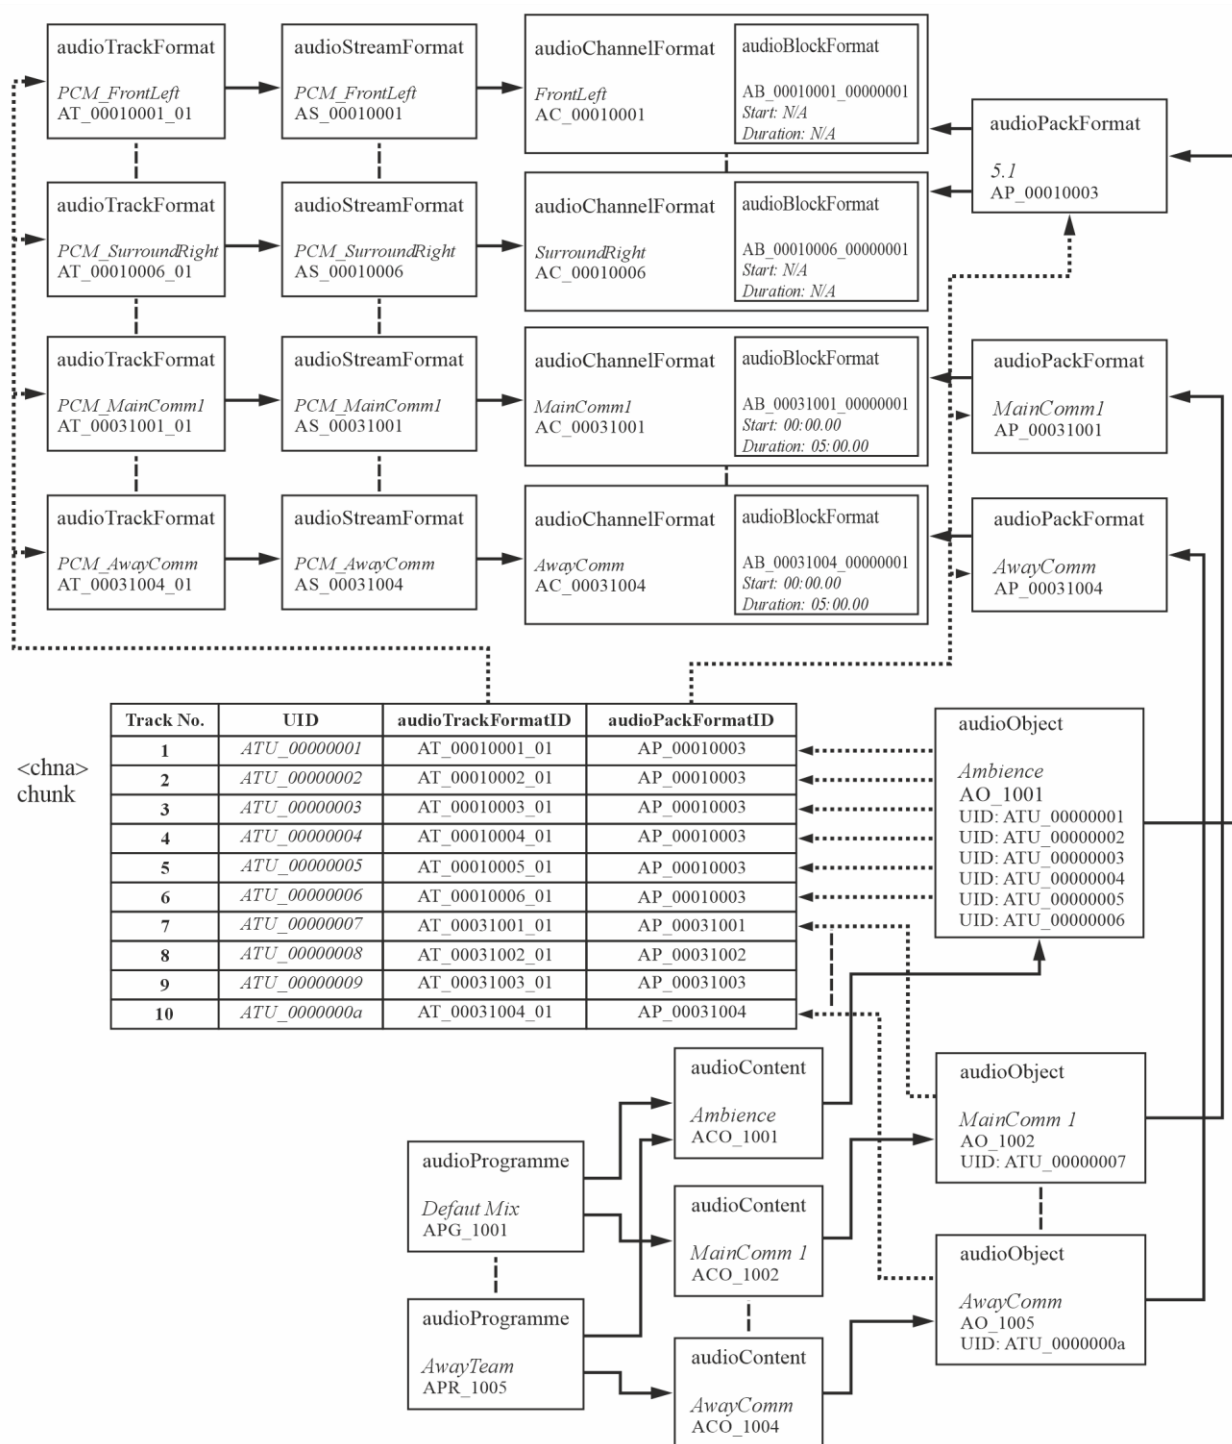 audioTrackFormat
PCM_FrontLeft
AT_00010001_01
audioStreamFormat
PCM_FrontLeft
AS_00010001
audioChannelFormat
FrontLeft
AC_00010001
audioBlockFormat
AB_00010001_00000001
Start: N/A
Duration: N/A
audioPackFormat
5.1
AP_00010003
audioTrackFormat
PCM_SurroundRight
AT_00010006_01
audioStreamFormat
PCM_SurroundRight
AS_00010006
audioChannelFormat
SurroundRight
AC_00010006
audioBlockFormat
AB_00010006_00000001
Start: N/A
Duration: N/A
audioTrackFormat
PCM_MainComm1
AT_00031001_01
audioStreamFormat
PCM_MainComm1
AS_00031001
audioChannelFormat
MainComm1
AC_00031001
audioBlockFormat
AB_00031001_00000001
Start: 00:00.00
Duration: 05:00.00
audioPackFormat
MainComm1
AP_00031001
audioTrackFormat
PCM_AwayComm
AT_00031004_01
audioStreamFormat
PCM_AwayComm
AS_00031004
audioChannelFormat
AwayComm
AC_00031004
audioBlockFormat
AB_00031004_00000001
Start: 00:00.00
Duration: 05:00.00
audioPackFormat
AwayComm
AP_00031004
<chna>
chunk
Track No. UID audioTrackFormatID audioPackFormatID
1 ATU_00000001 AT_00010001_01 AP_00010003
2 ATU_00000002 AT_00010002_01 AP_00010003
3 ATU_00000003 AT_00010003_01 AP_00010003
4 ATU_00000004 AT_00010004_01 AP_00010003
5 ATU_00000005 AT_00010005_01 AP_00010003
6 ATU_00000006 AT_00010006_01 AP_00010003
7 ATU_00000007 AT_00031001_01 AP_00031001
8 ATU_00000008 AT_00031002_01 AP_00031002
9 ATU_00000009 AT_00031003_01 AP_00031003
10 ATU_0000000a AT_00031004_01 AP_00031004
audioObject
Ambience
AO_1001
UID: ATU_00000001
UID: ATU_00000002
UID: ATU_00000003
UID: ATU_00000004
UID: ATU_00000005
UID: ATU_00000006
audioProgramme
Defaut Mix
APG_1001
audioProgramme
AwayTeam
APR_1005
audioContent
Ambience
ACO_1001
audioContent
MainComm 1
ACO_1002
audioContent
AwayComm
ACO_1004
audioObject
MainComm 1
AO_1002
UID: ATU_00000007
audioObject
AwayComm
AO_1005
UID: ATU_0000000a